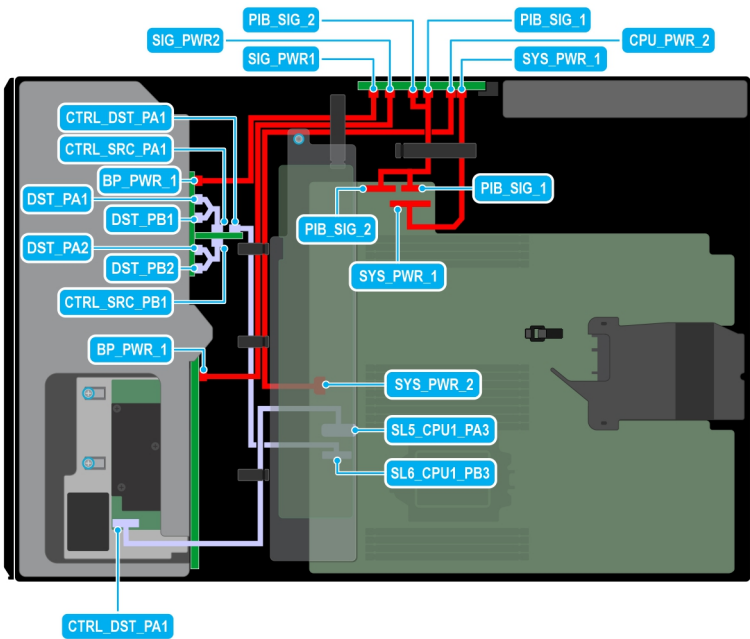 PIB_SIG_2
PIB_SIG_1
SIG_PWR2
CPU_PWR_2
SIG_PWR1
SYS_PWR_1
CTRL_DST_PA1
CTRL_SRC_PA1
BP_PWR_1
PIB_SIG_1
DST_PA1
DST_PB1
PIB_SIG_2
DST_PA2
DST_PB2
SYS_PWR_1
CTRL_SRC_PB1
BP_PWR_1
SYS_PWR_2
SL5_CPU1_PA3
SL6_CPU1_PB3
CTRL_DST_PA1